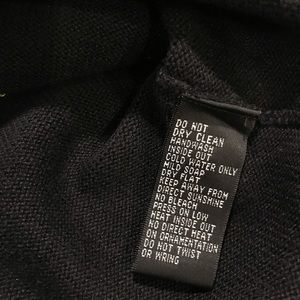 DO NOT
DRY CLEAN
HANDWASH
INSIDE OUT
COLD WATER ONLY
MILD SOAP
DRY FLAT
KEEP AWAY FROM
DIRECT SUNSHINE
NO BLEACH
PRESS ON LOW
HEAT INSIDE OUT
NO DIRECT HEAT
ON ORNAMENTATION
DO NOT TWIST
OR WRING